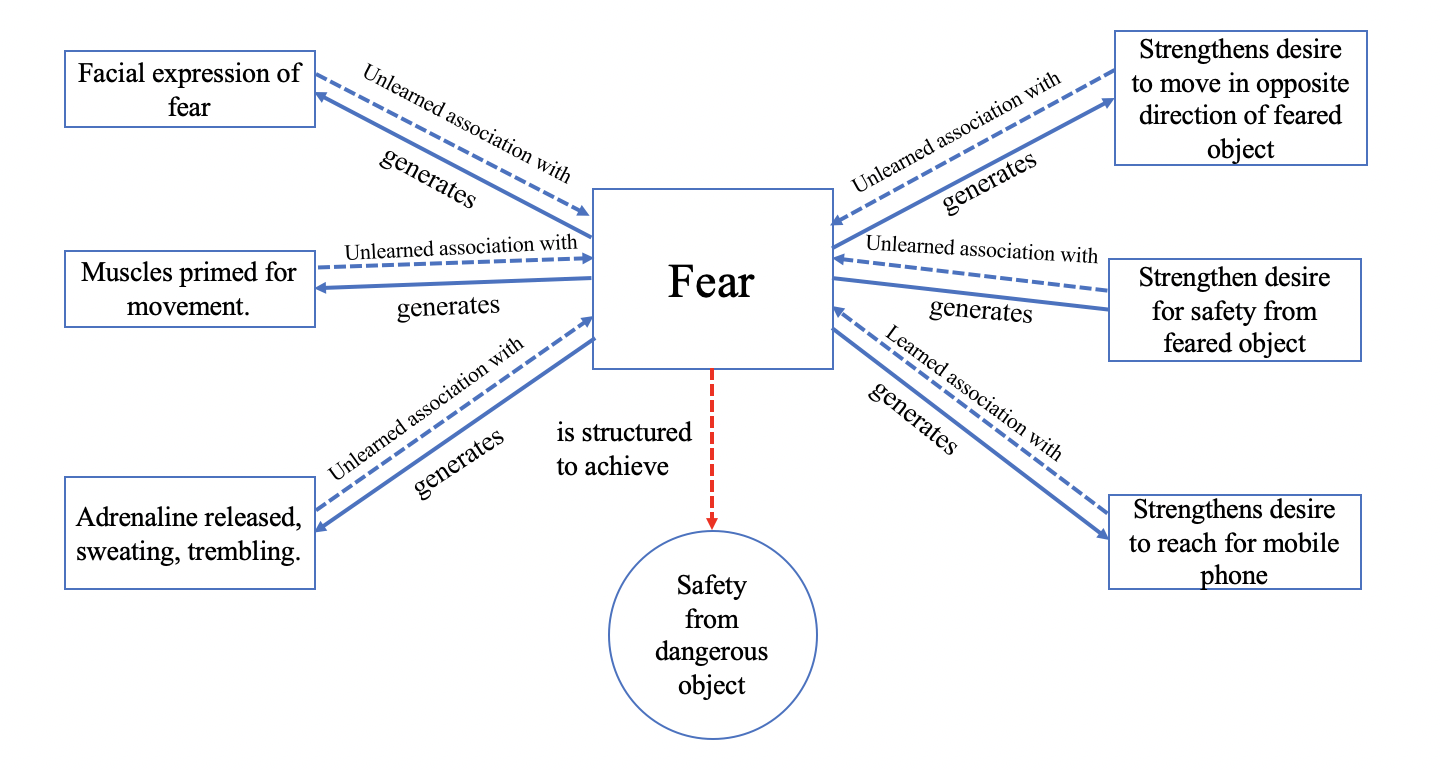 Facial expression of
fear
Unlearned association with
generates
Muscles primed for
movement.
Unlearned association with
generates
Adrenaline released,
sweating, trembling.
Unlearned association with
generates
Fear
is structured
to achieve
Safety
from
dangerous
object
Strengthens desire
to move in opposite
direction of feared
object
Unlearned association with
generates
Strengthen desire
for safety from
feared object
Unlearned association with
generates
Strengthens desire
to reach for mobile
phone
Learned association with
generates